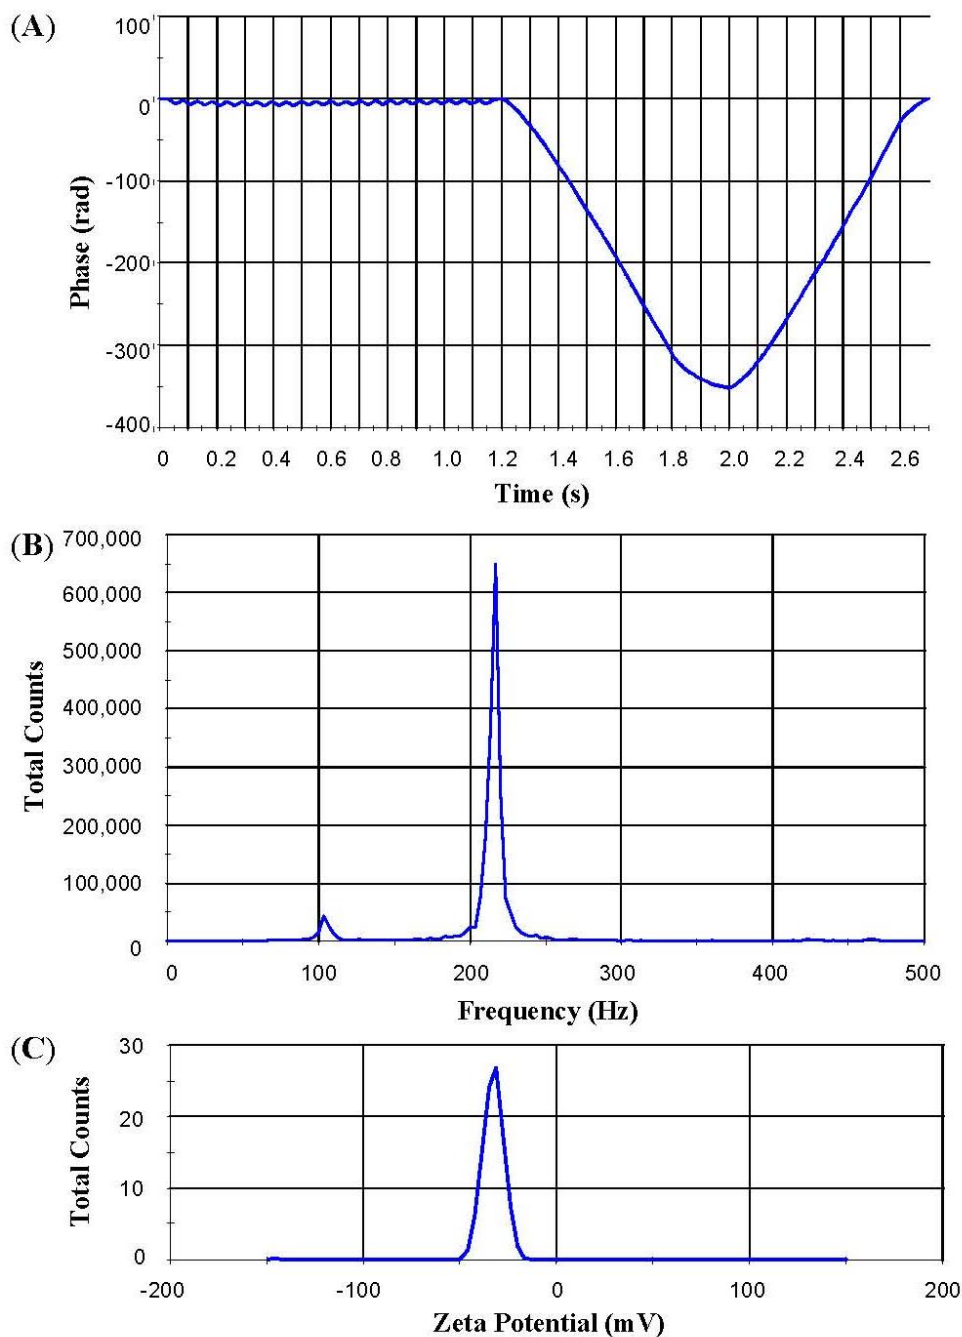 (A)
100
0
-100
-200
-300
-400
Phase (rad)
0 0.2 0.4 0.6 0.8 1.0 1.2 1.4 1.6 1.8 2.0 2.2 2.4 2.6
Time (s)
(B)
700,000
600,000
500,000
400,000
300,000
200,000
100,000
0
Total Counts
0 100 200 300 400 500
Frequency (Hz)
(C)
30
20
10
0
Total Counts
-200 -100 0 100 200
Zeta Potential (mV)